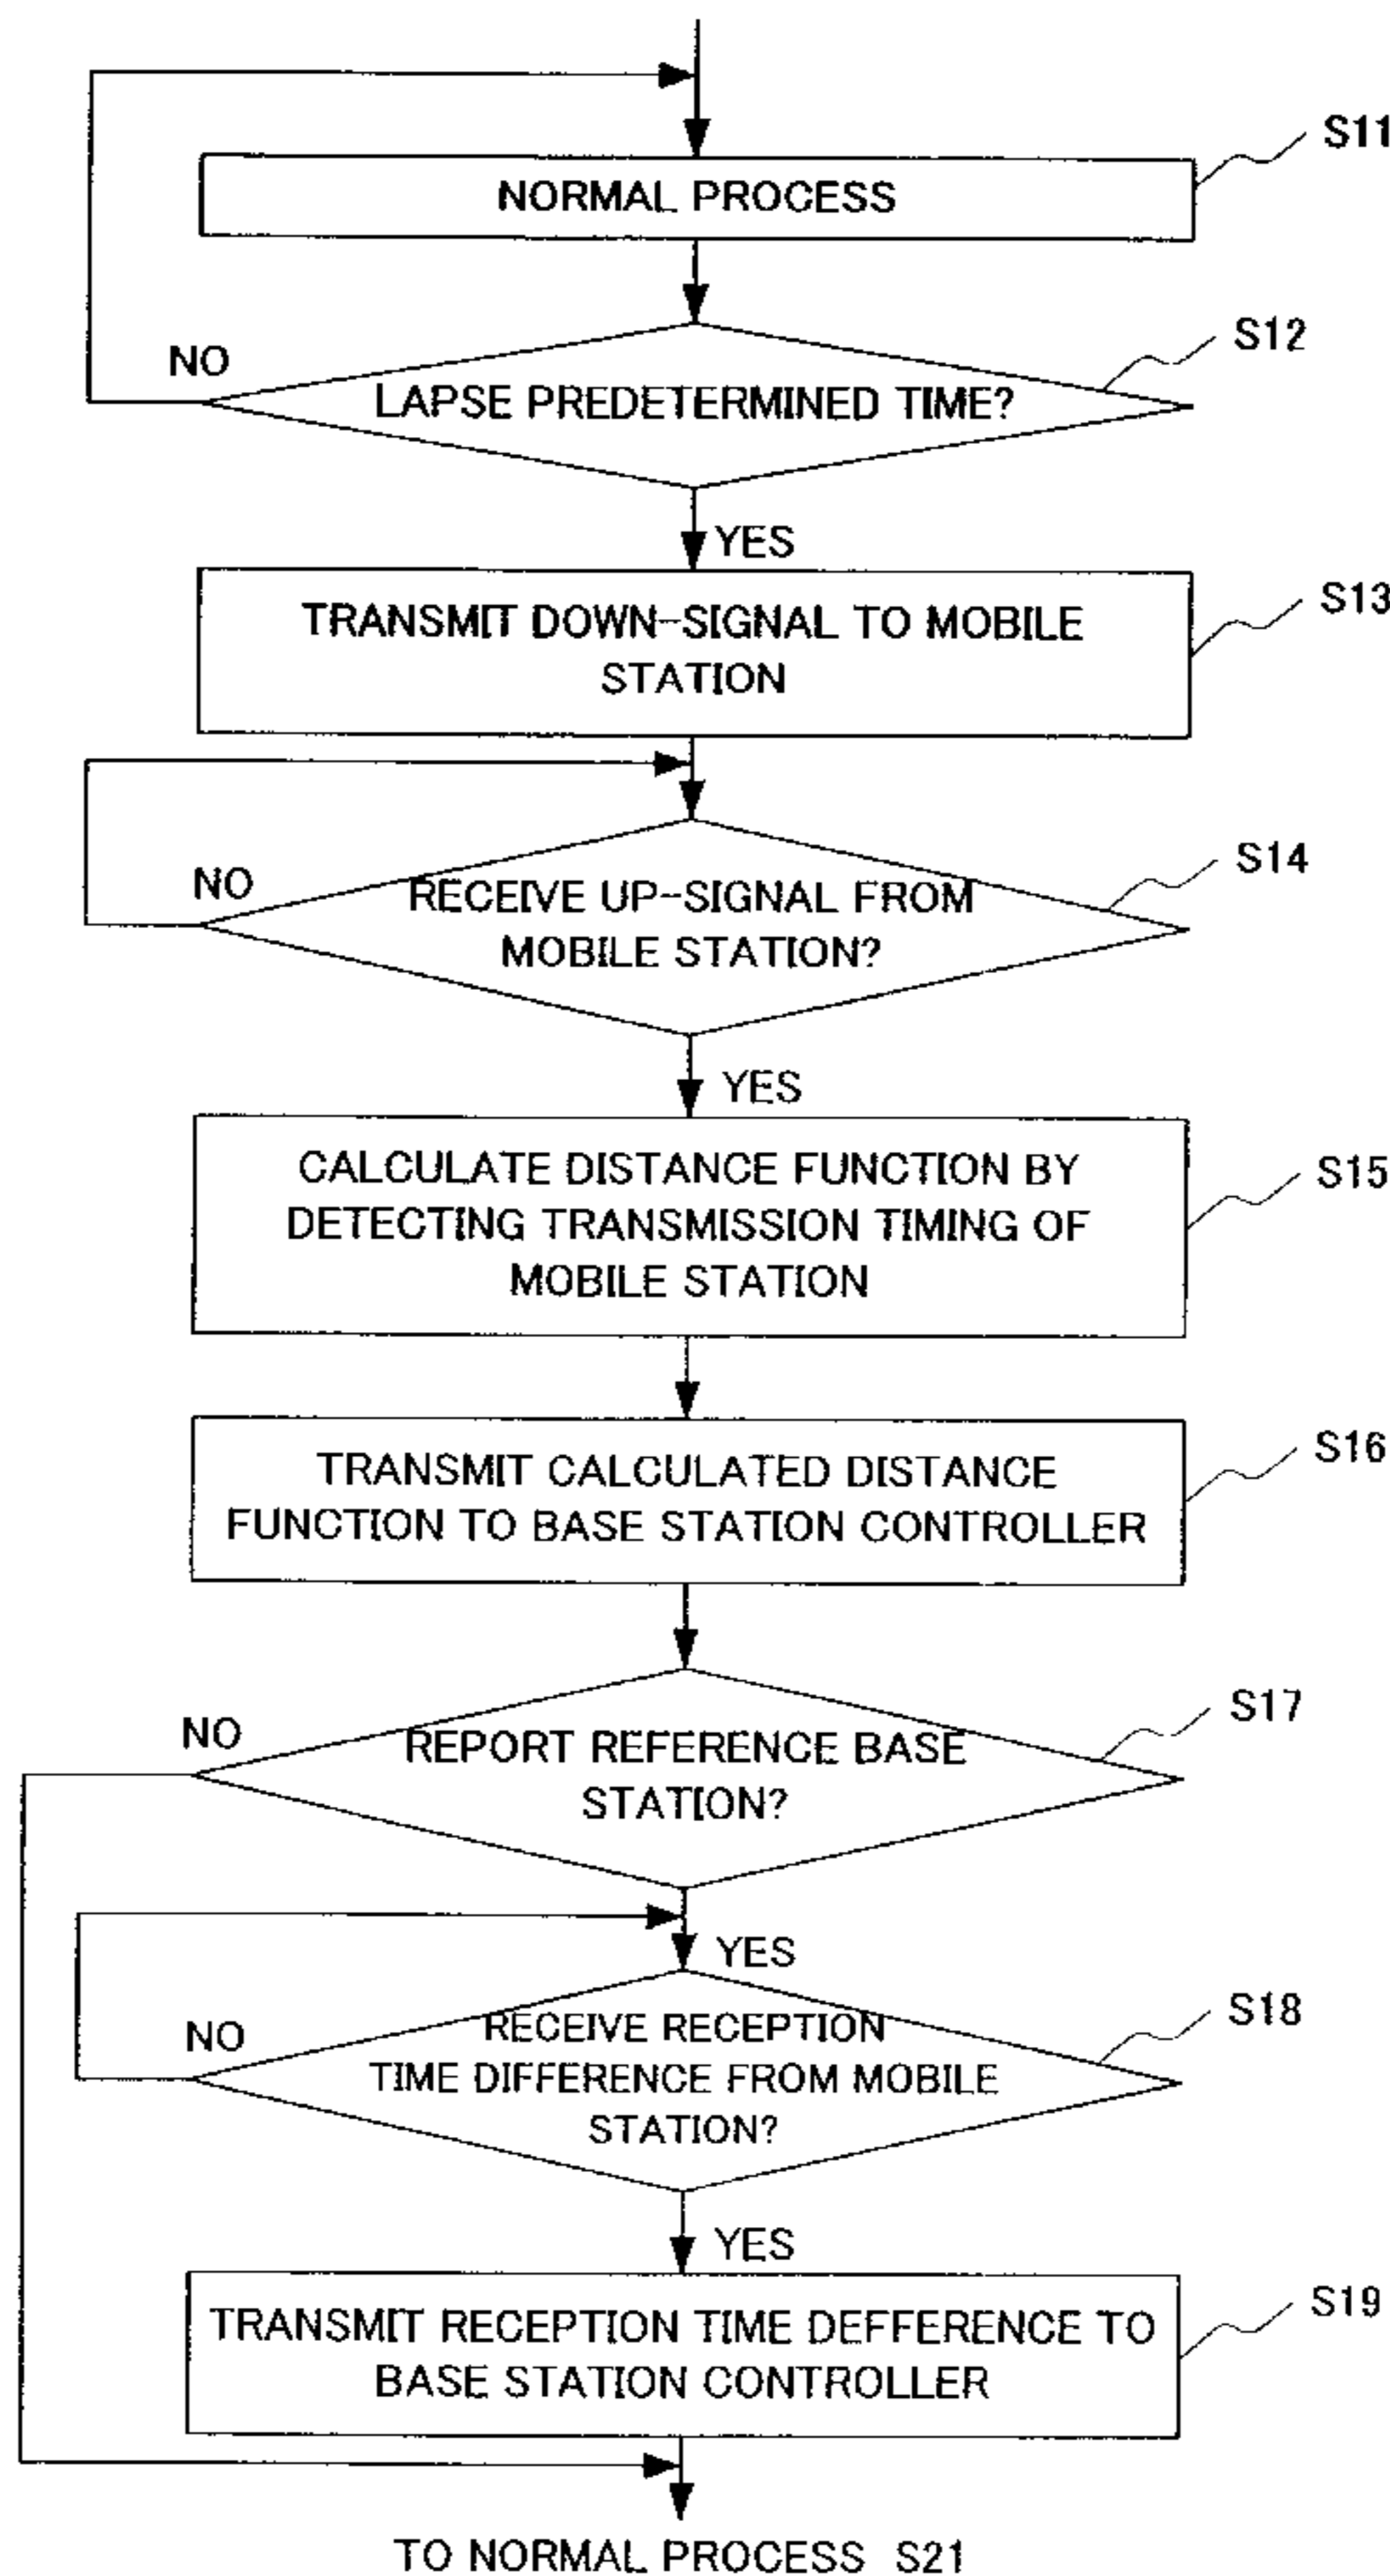 S11
NORMAL PROCESS
S12
NO
LAPSE PREDETERMINED TIME?
YES
S13
TRANSMIT DOWN-SIGNAL TO MOBILE
STATION
S14
NO
RECEIVE UP-SIGNAL FROM
MOBILE STATION?
YES
S15
CALCULATE DISTANCE FUNCTION BY
DETECTING TRANSMISSION TIMING OF
MOBILE STATION
S16
TRANSMIT CALCULATED DISTANCE
FUNCTION TO BASE STATION CONTROLLER
S17
NO
REPORT REFERENCE BASE
STATION?
YES
S18
NO
RECEIVE RECEPTION
TIME DIFFERENCE FROM MOBILE
STATION?
YES
S19
TRANSMIT RECEPTION TIME DEFFERENCE TO
BASE STATION CONTROLLER
TO NORMAL PROCESS S21